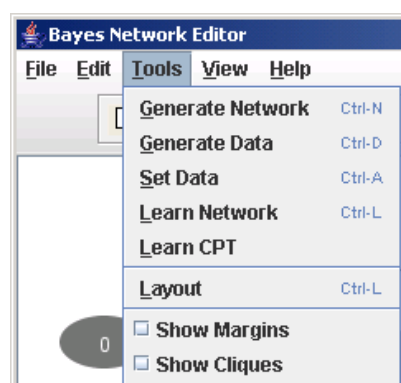 Bayes Network Editor
File Edit Tools View Help
Generate Network Ctrl-N
Generate Data Ctrl-D
Set Data Ctrl-A
Learn Network Ctrl-L
Learn CPT
Layout Ctrl-L
Show Margins
0
Show Cliques